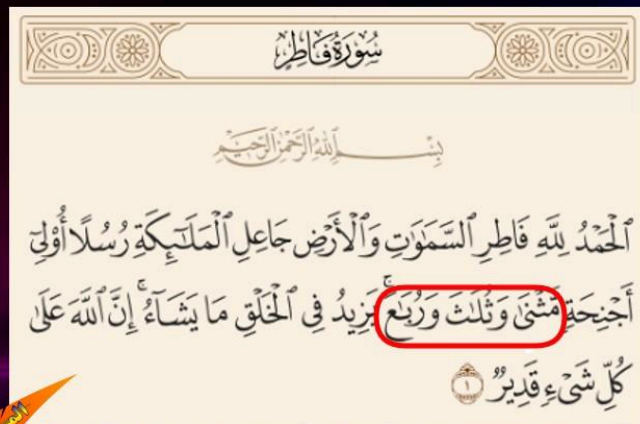 سُورَةُ فَاطِرٍ
بِسْمِ ٱللَّهِ ٱلرَّحْمَٰنِ ٱلرَّحِيمِ
ٱلْحَمْدُ لِلَّهِ فَاطِرِ ٱلسَّمَٰوَٰتِ وَٱلْأَرْضِ جَاعِلِ ٱلْمَلَٰٓئِكَةِ رُسُلًا أُو۟لِىٓ
أَجْنِحَةٍ مَّثْنَىٰ وَثُلَٰثَ وَرُبَٰعَ ۚ يَزِيدُ فِى ٱلْخَلْقِ مَا يَشَآءُ ۚ إِنَّ ٱللَّهَ عَلَىٰ
كُلِّ شَىْءٍ قَدِيرٌ ١